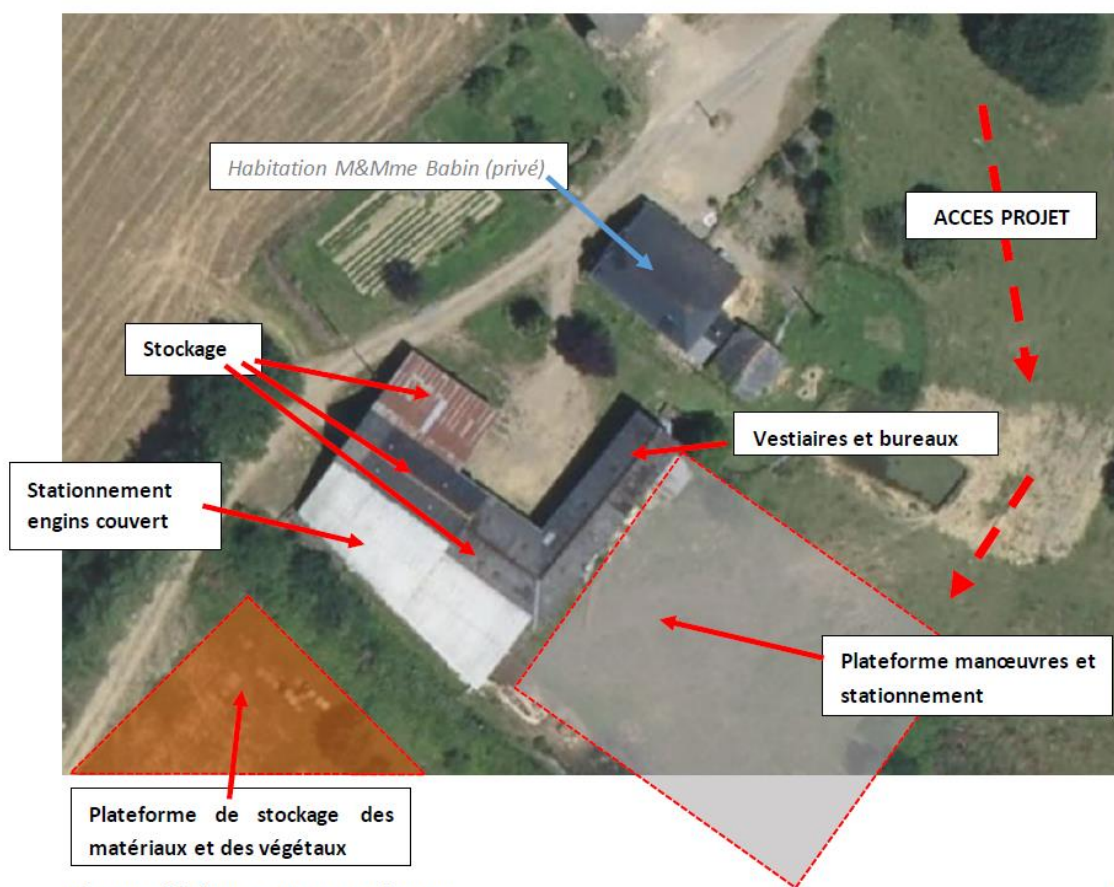 Habitation M&Mme Babin (privé)
ACCES PROJET
Stockage
Vestiaires et bureaux
Stationnement
engins couvert
Plateforme manœuvres et
stationnement
Plateforme de stockage des
matériaux et des végétaux